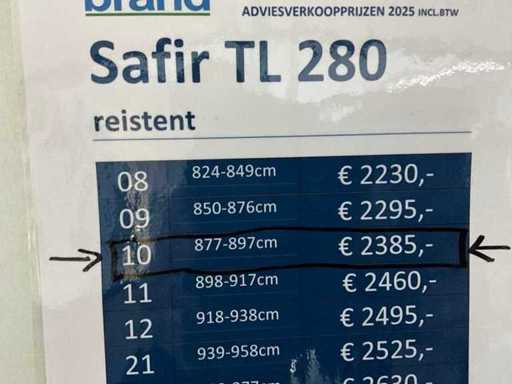 brand
ADVIESVERKOOPPRIJZEN 2025 INCL.BTW
Safir TL 280
reistent
08 824-849cm € 2230,-
09 850-876cm € 2295,-
10 877-897cm € 2385,-
11 898-917cm € 2460,-
12 918-938cm € 2495,-
21 939-958cm € 2525,-